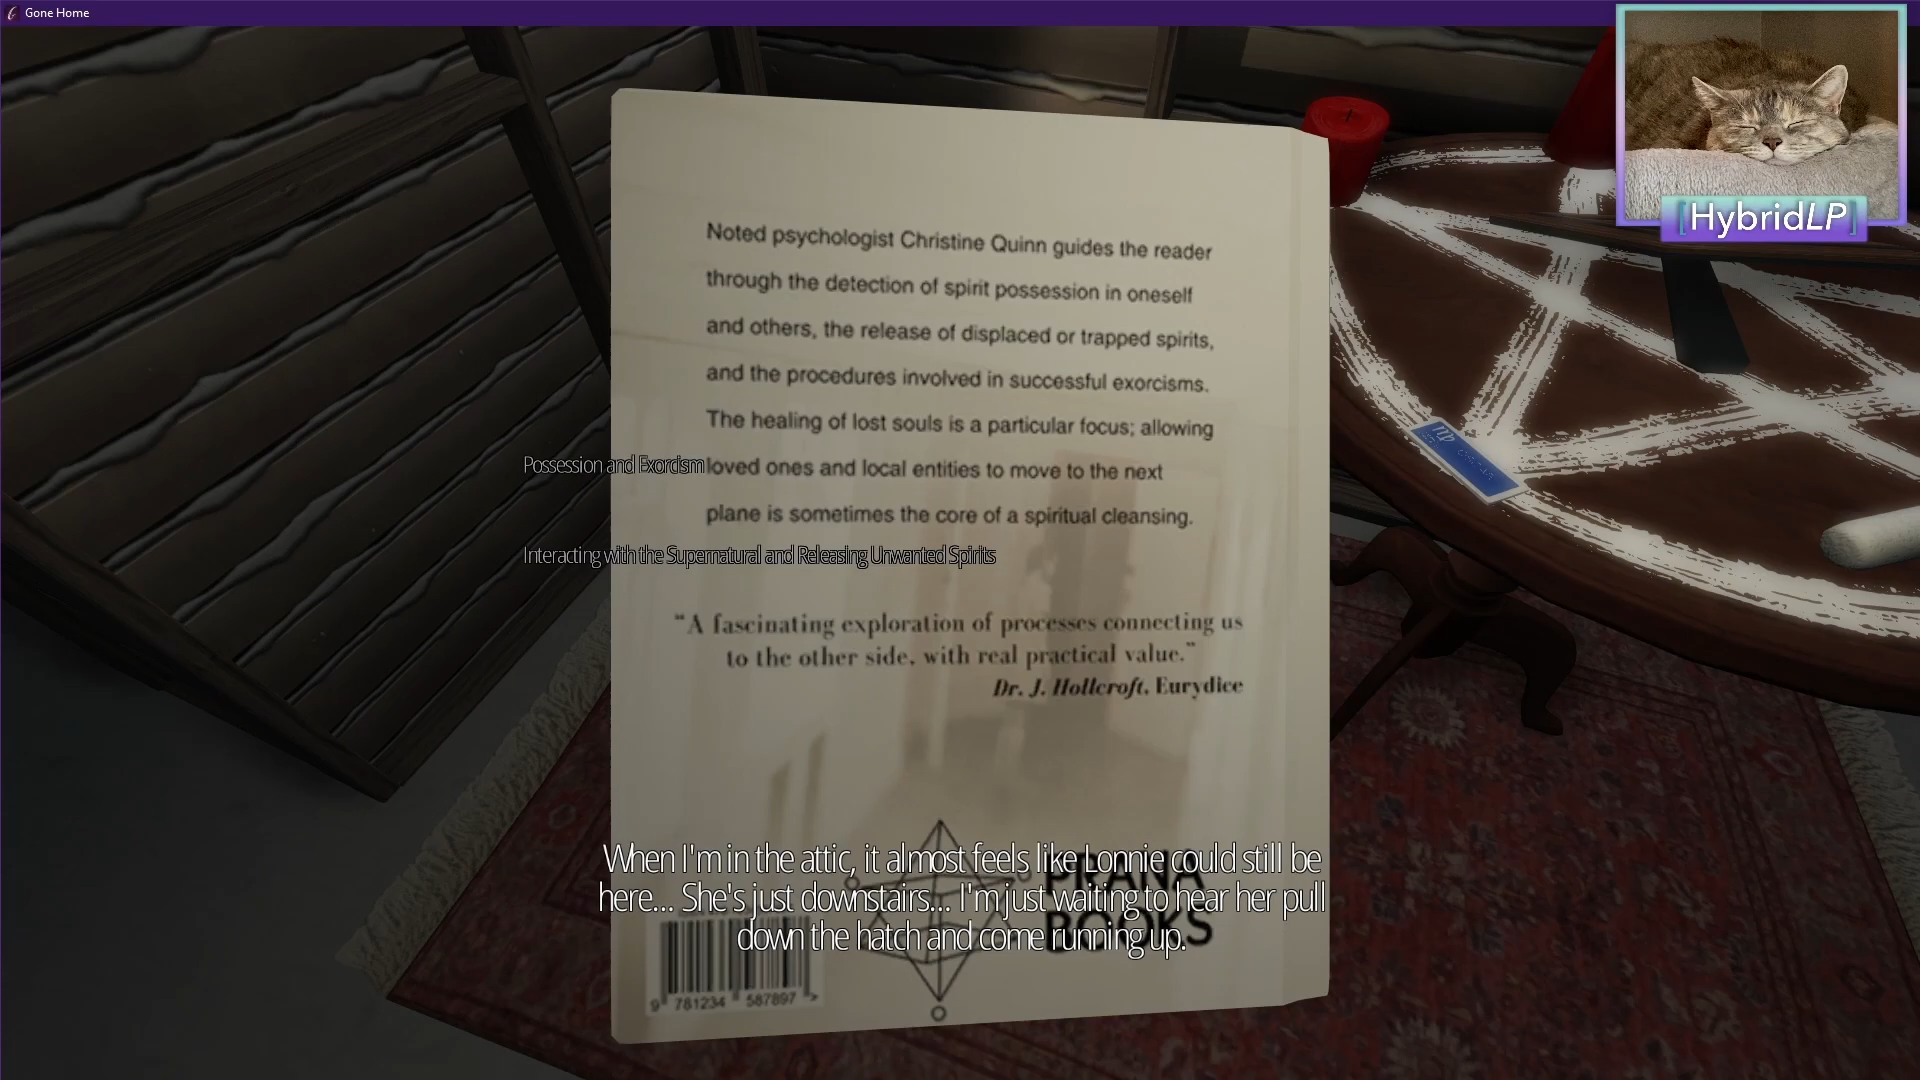 Gone Home
[HybridLP]
Noted psychologist Christine Quinn guides the reader
through the detection of spirit possession in oneself
and others, the release of displaced or trapped spirits,
and the procedures involved in successful exorcisms.
The healing of lost souls is a particular focus; allowing
loved ones and local entities to move to the next
plane is sometimes the core of a spiritual cleansing.
Possession and Exorcism
Interacting with the Supernatural and Releasing Unwanted Spirits
“A fascinating exploration of processes connecting us
to the other side, with real practical value.”
Dr. J. Hollcroft, Eurydice
When I'm in the attic, it almost feels like Lonnie could still be
here... She's just downstairs... I'm just waiting to hear her pull
down the hatch and come running up.
PRANA
BOOKS
9 781234 587897 >